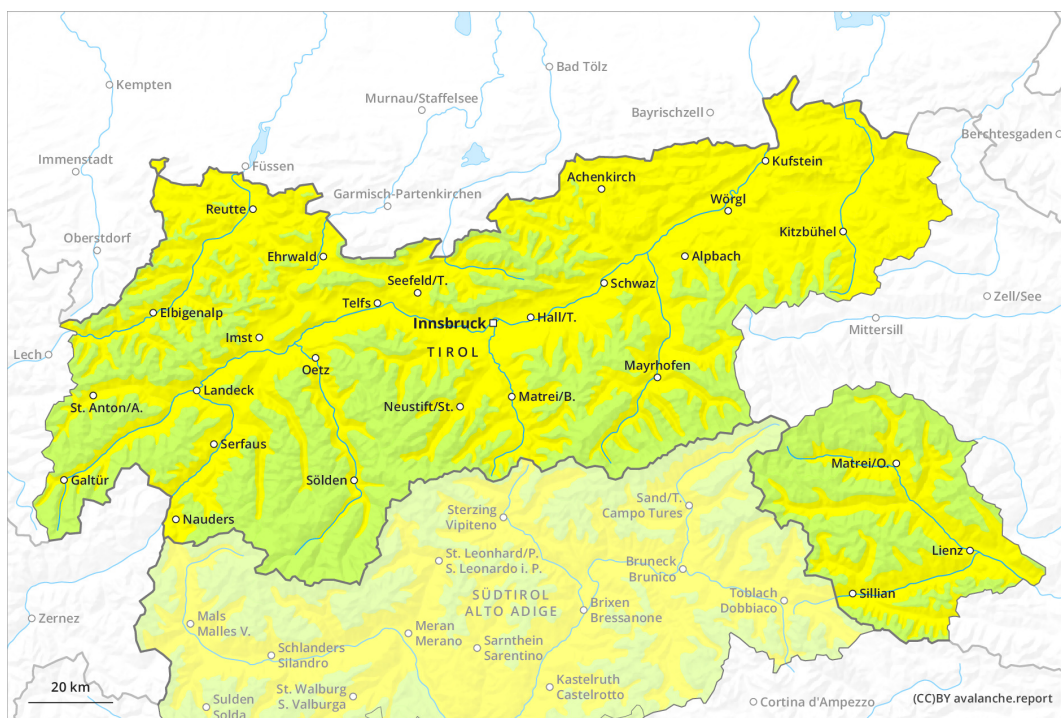 Bad Tölz
Kempten
Murnau/Staffelsee
Bayrischzell
Berchtesgaden
Immenstadt
Füssen
Kufstein
Achenkirch
Garmisch-Partenkirchen
Wörgl
Reutte
Kitzbühel
Oberstdorf
Ehrwald
Alpbach
Seefeld/T.
Schwaz
Zell/See
Telfs
Elbigenalp
Innsbruck
Hall/T.
Mittersill
Imst
TIROL
Lech
Oetz
Mayrhofen
Landeck
St. Anton/A.
Neustift/St.
Matrei/B.
Serfaus
Matrei/O.
Galtür
Sölden
Sand/T.
Campo Tures
Sterzing
Vipiteno
Nauders
Lienz
St. Leonhard/P.
S. Leonardo i. P.
Bruneck
Brunico
SÜDTIROL
ALTO ADIGE
Sillian
Toblach
Dobbiaco
Brixen
Bressanone
Zernez
Mals
Malles V.
Meran
Merano
Sarnthein
Sarentino
Schlanders
Silandro
20 km
Kastelruth
Castelrotto
St. Walburg
S. Valburga
Sulden
Solda
Cortina d'Ampezzo
(CC)BY avalanche.report